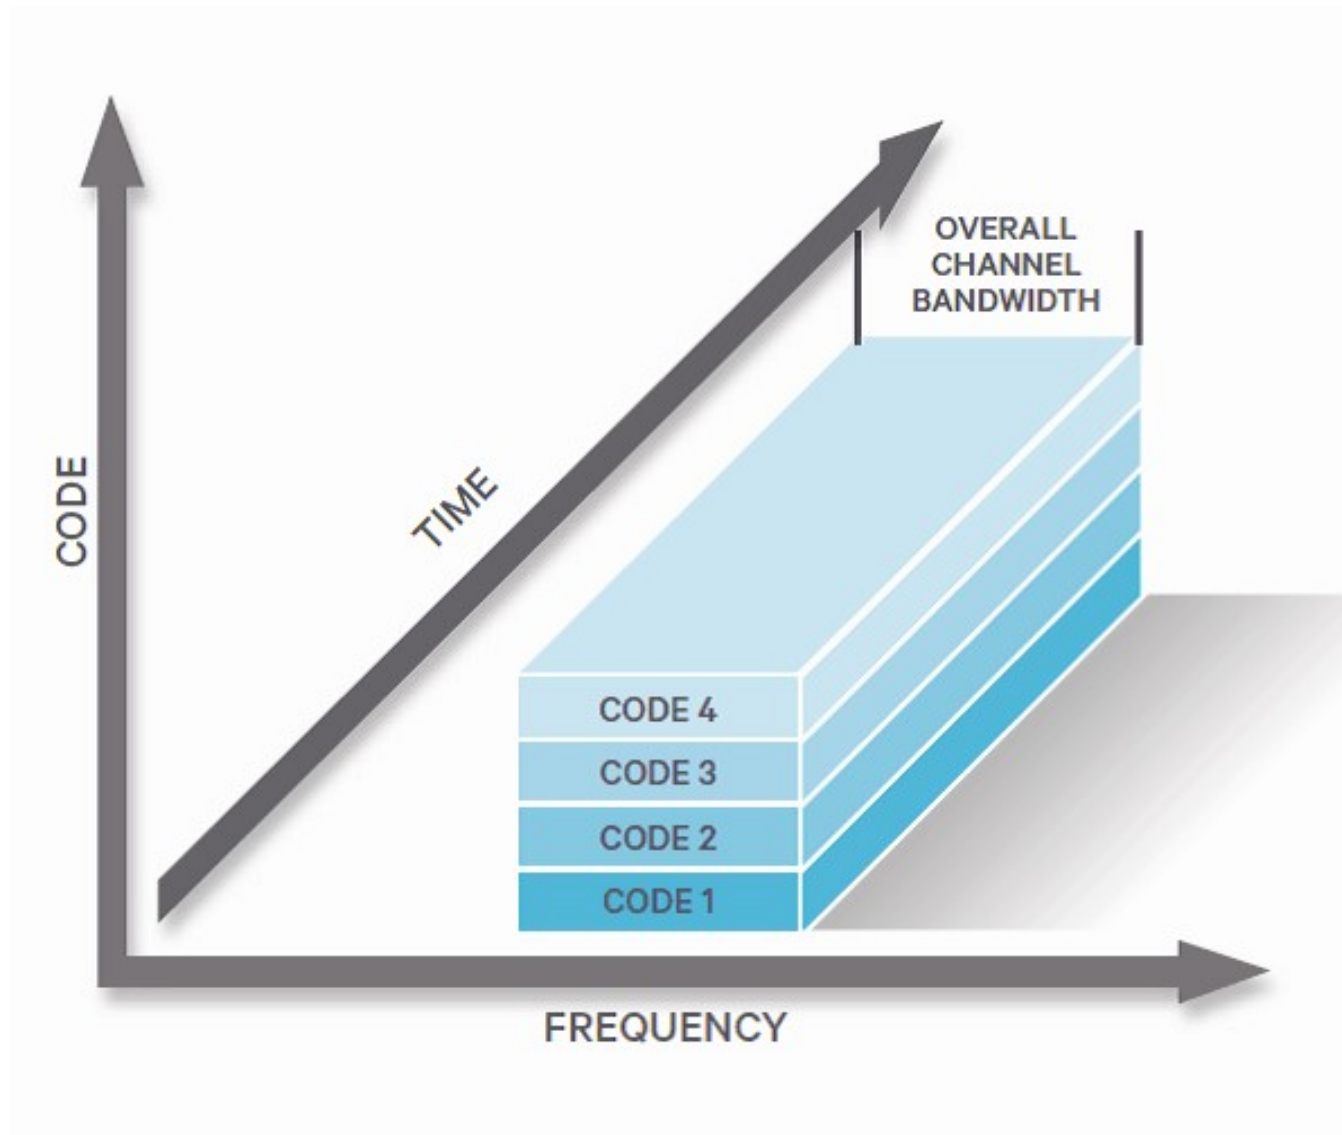 OVERALL
CHANNEL
BANDWIDTH
CODE
TIME
CODE 4
CODE 3
CODE 2
CODE 1
FREQUENCY